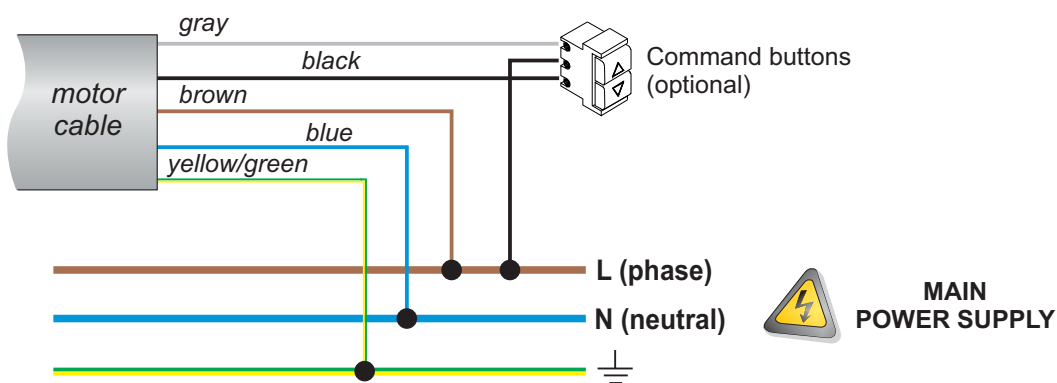 gray
black
brown
blue
yellow/green
motor
cable
Command buttons
(optional)
L (phase)
N (neutral)
MAIN
POWER SUPPLY